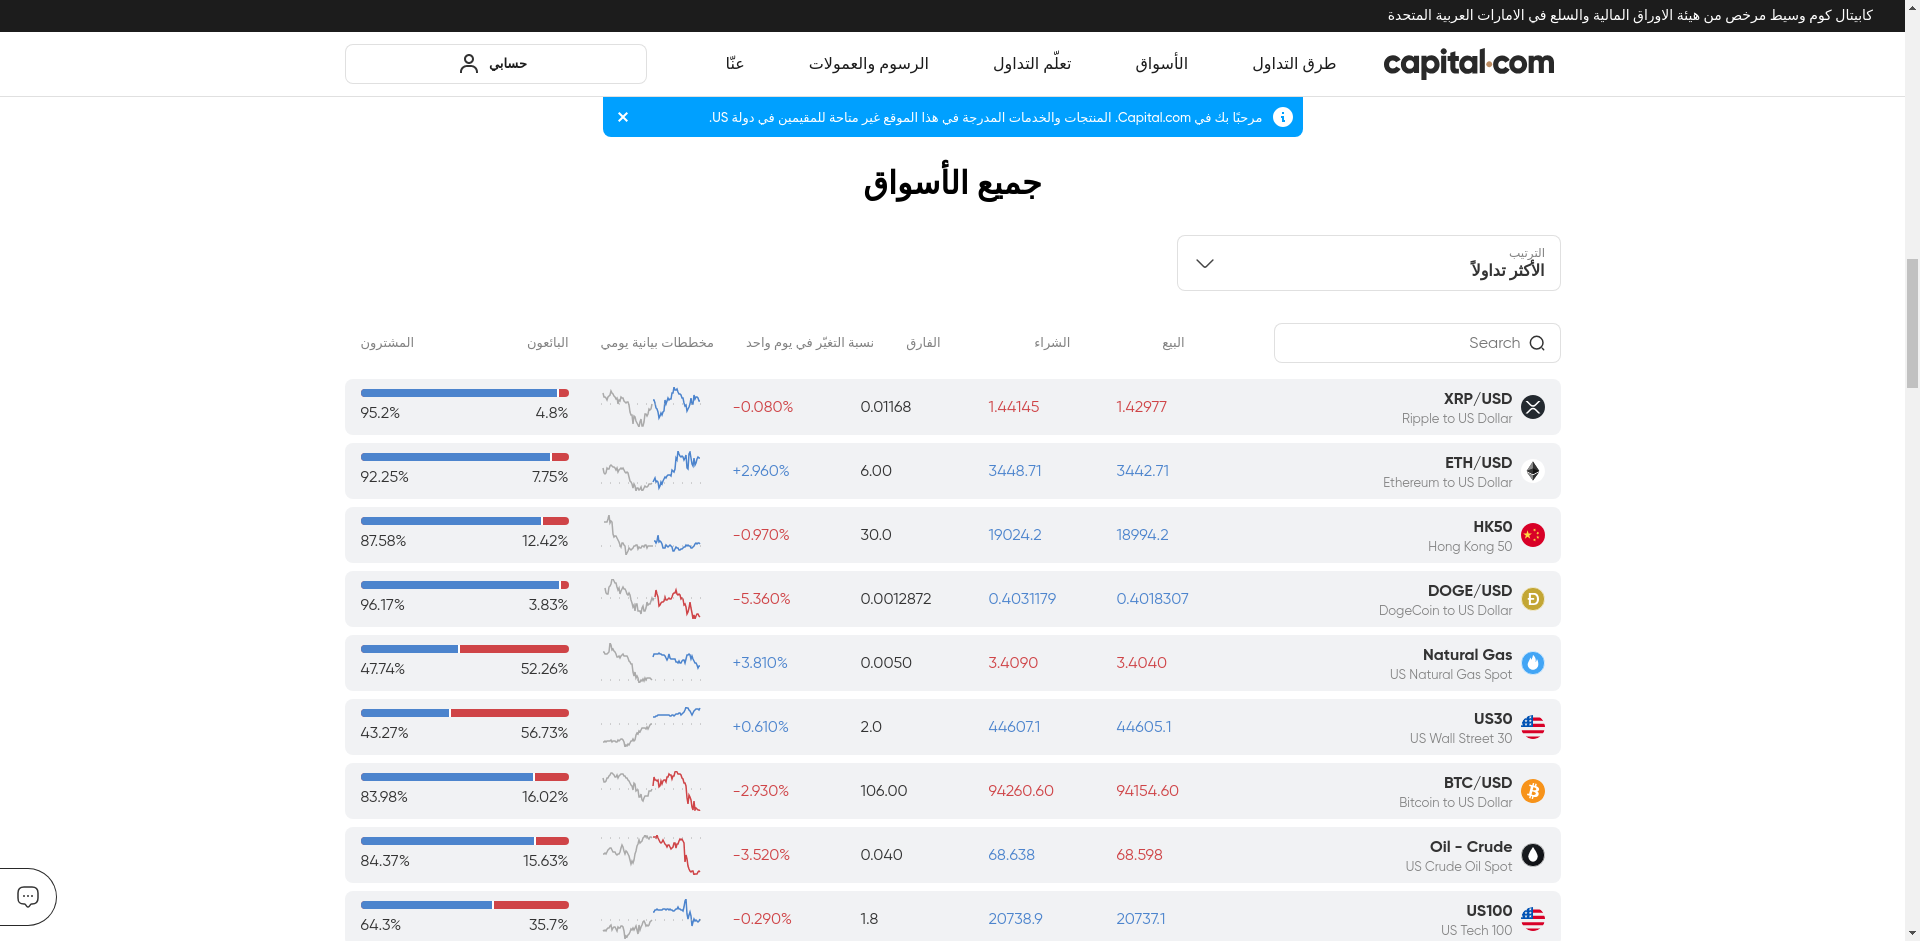 كابيتال كوم وسيط مرخص من هيئة الاوراق المالية والسلع في الامارات العربية المتحدة
capital.com
طرق التداول
الأسواق
تعلّم التداول
الرسوم والعمولات
عنّا
حسابي
مرحبًا بك في Capital.com. المنتجات والخدمات المدرجة في هذا الموقع غير متاحة للمقيمين في دولة US.
جميع الأسواق
الترتيب
الأكثر تداولاً
Search
البيع
الشراء
الفارق
نسبة التغيّر في يوم واحد
مخططات بيانية يومي
البائعون
المشترون
XRP/USD
Ripple to US Dollar
1.42977
1.44145
0.01168
-0.080%
4.8%
95.2%
ETH/USD
Ethereum to US Dollar
3442.71
3448.71
6.00
+2.960%
7.75%
92.25%
HK50
Hong Kong 50
18994.2
19024.2
30.0
-0.970%
12.42%
87.58%
DOGE/USD
DogeCoin to US Dollar
0.4018307
0.4031179
0.0012872
-5.360%
3.83%
96.17%
Natural Gas
US Natural Gas Spot
3.4040
3.4090
0.0050
+3.810%
52.26%
47.74%
US30
US Wall Street 30
44605.1
44607.1
2.0
+0.610%
56.73%
43.27%
BTC/USD
Bitcoin to US Dollar
94154.60
94260.60
106.00
-2.930%
16.02%
83.98%
Oil - Crude
US Crude Oil Spot
68.598
68.638
0.040
-3.520%
15.63%
84.37%
US100
US Tech 100
20737.1
20738.9
1.8
-0.290%
35.7%
64.3%